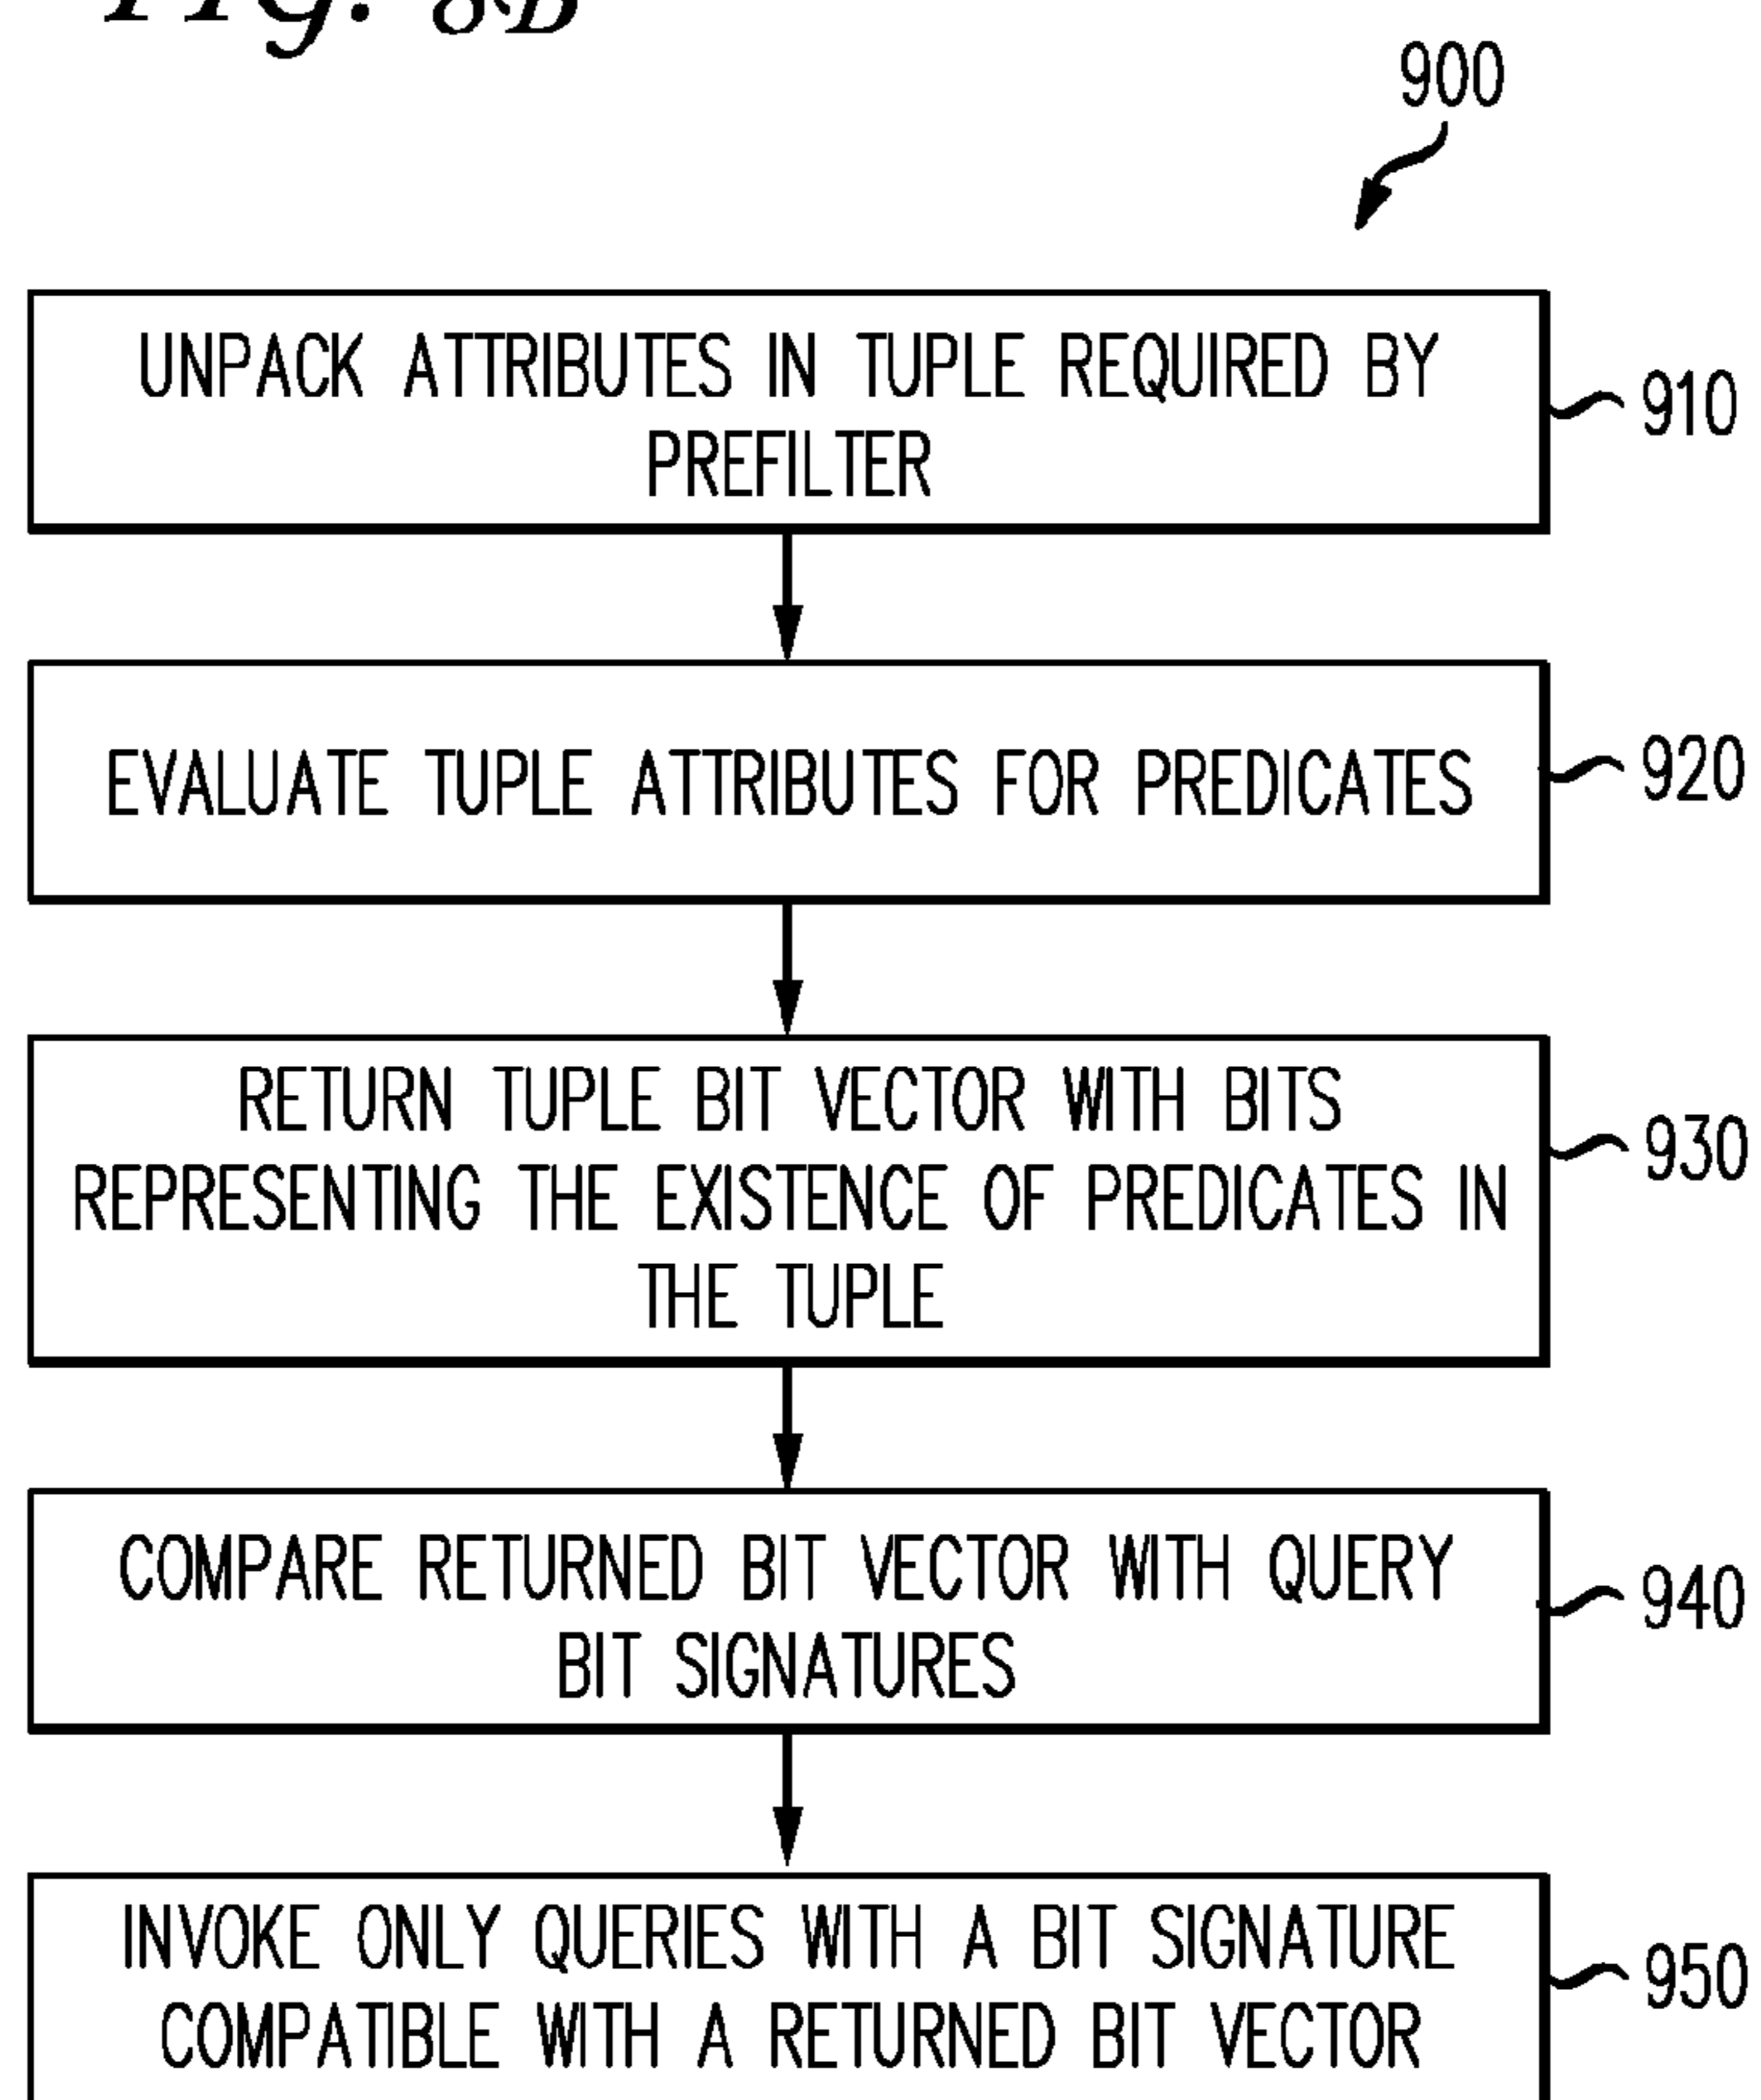 FIG. 8B
900
UNPACK ATTRIBUTES IN TUPLE REQUIRED BY
PREFILTER
910
EVALUATE TUPLE ATTRIBUTES FOR PREDICATES
920
RETURN TUPLE BIT VECTOR WITH BITS
REPRESENTING THE EXISTENCE OF PREDICATES IN
THE TUPLE
930
COMPARE RETURNED BIT VECTOR WITH QUERY
BIT SIGNATURES
940
INVOKE ONLY QUERIES WITH A BIT SIGNATURE
COMPATIBLE WITH A RETURNED BIT VECTOR
950